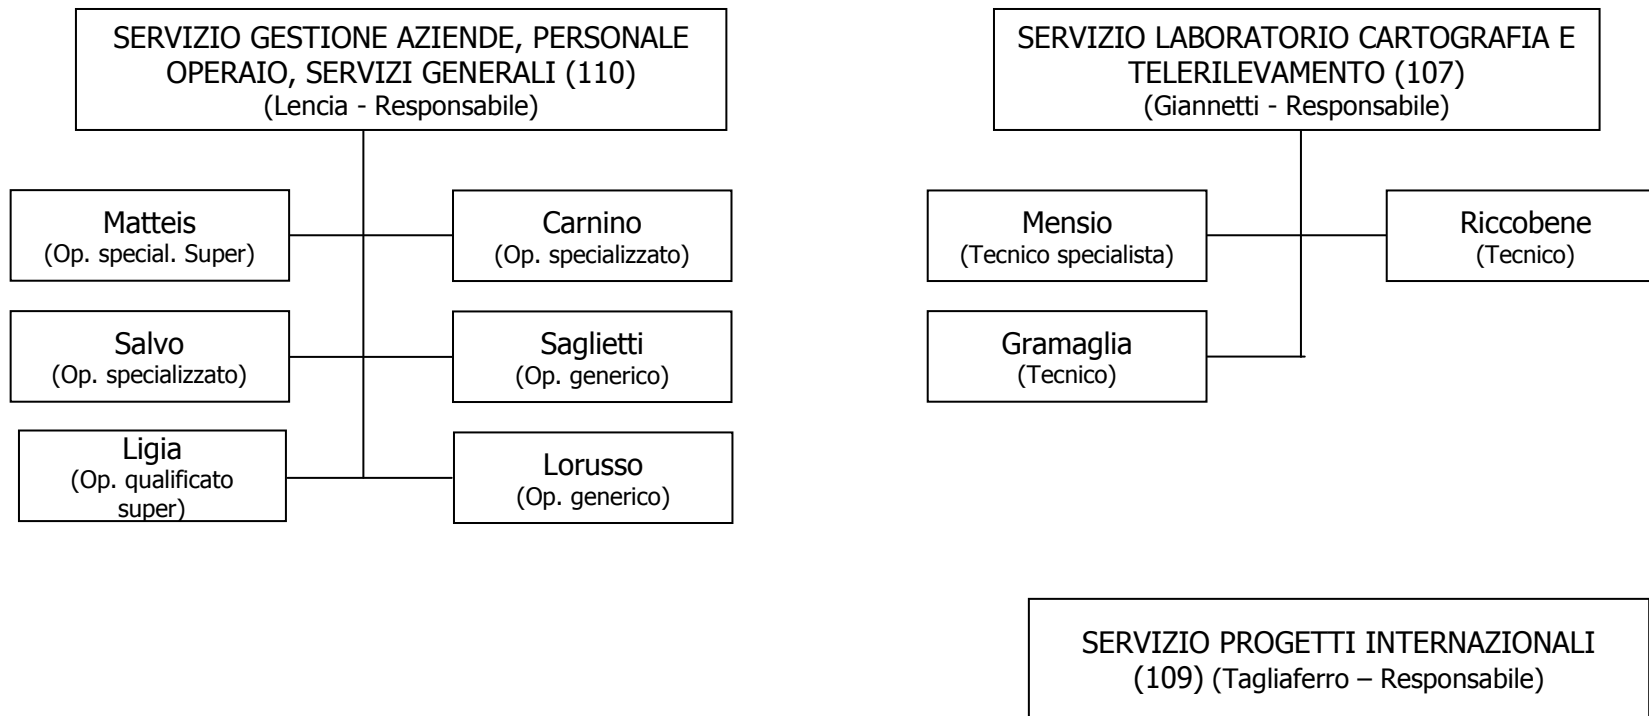 SERVIZIO GESTIONE AZIENDE, PERSONALE
OPERAIO, SERVIZI GENERALI (110)
(Lencia - Responsabile)
Matteis
(Op. special. Super)
Carnino
(Op. specializzato)
Salvo
(Op. specializzato)
Saglietti
(Op. generico)
Ligia
(Op. qualificato
super)
Lorusso
(Op. generico)
SERVIZIO LABORATORIO CARTOGRAFIA E
TELERILEVAMENTO (107)
(Giannetti - Responsabile)
Mensio
(Tecnico specialista)
Riccobene
(Tecnico)
Gramaglia
(Tecnico)
SERVIZIO PROGETTI INTERNAZIONALI
(109) (Tagliaferro – Responsabile)